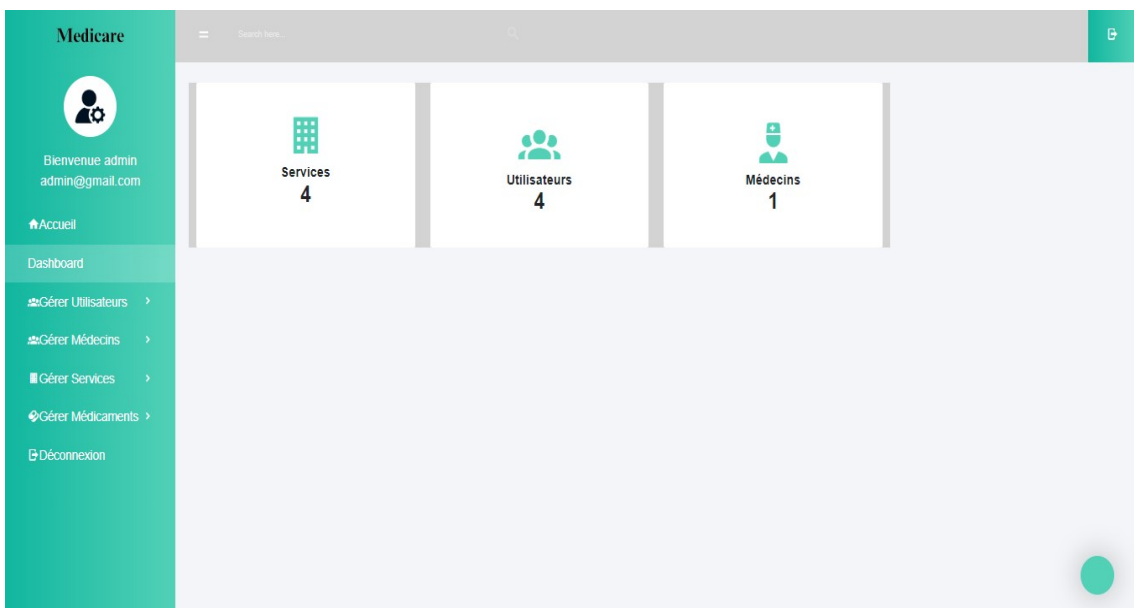 Medicare
Search here...
Bienvenue admin
admin@gmail.com
Accueil
Dashboard
Gérer Utilisateurs
Gérer Médecins
Gérer Services
Gérer Médicaments
Déconnexion
Services
4
Utilisateurs
4
Médecins
1